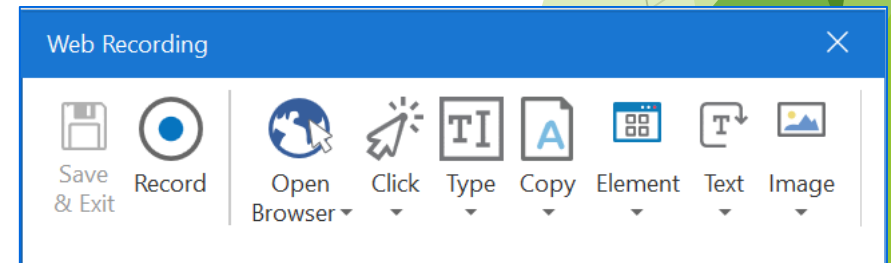 Web Recording
Save
& Exit
Record
Open
Browser
Click
Type
Copy
Element
Text
Image